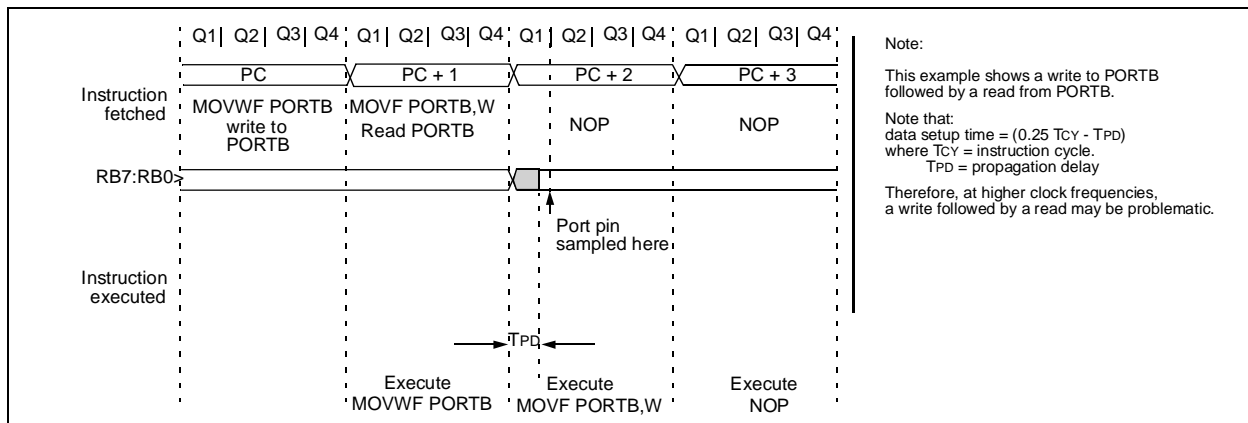 Q1| Q2| Q3| Q4 Q1| Q2| Q3| Q4 Q1| Q2| Q3| Q4 Q1| Q2| Q3| Q4
PC PC + 1 PC + 2 PC + 3
Instruction
fetched
MOVWF PORTB
write to
PORTB
MOVF PORTB,W
Read PORTB
NOP
NOP
RB7:RB0>
Port pin
sampled here
Instruction
executed
TPD
Execute
MOVWF PORTB
Execute
MOVF PORTB,W
Execute
NOP
Note:
This example shows a write to PORTB
followed by a read from PORTB.
Note that:
data setup time = (0.25 TCY - TPD)
where TCY = instruction cycle.
TPD = propagation delay
Therefore, at higher clock frequencies,
a write followed by a read may be problematic.